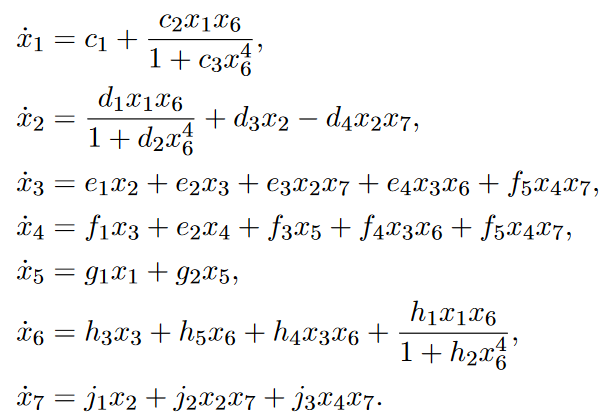 ẋ₁ = c₁ + c₂x₁x₆ / (1 + c₃x₆⁴),
ẋ₂ = d₁x₁x₆ / (1 + d₂x₆⁴) + d₃x₂ − d₄x₂x₇,
ẋ₃ = e₁x₂ + e₂x₃ + e₃x₂x₇ + e₄x₃x₆ + f₅x₄x₇,
ẋ₄ = f₁x₃ + e₂x₄ + f₃x₅ + f₄x₃x₆ + f₅x₄x₇,
ẋ₅ = g₁x₁ + g₂x₅,
ẋ₆ = h₃x₃ + h₅x₆ + h₄x₃x₆ + h₁x₁x₆ / (1 + h₂x₆⁴),
ẋ₇ = j₁x₂ + j₂x₂x₇ + j₃x₄x₇.